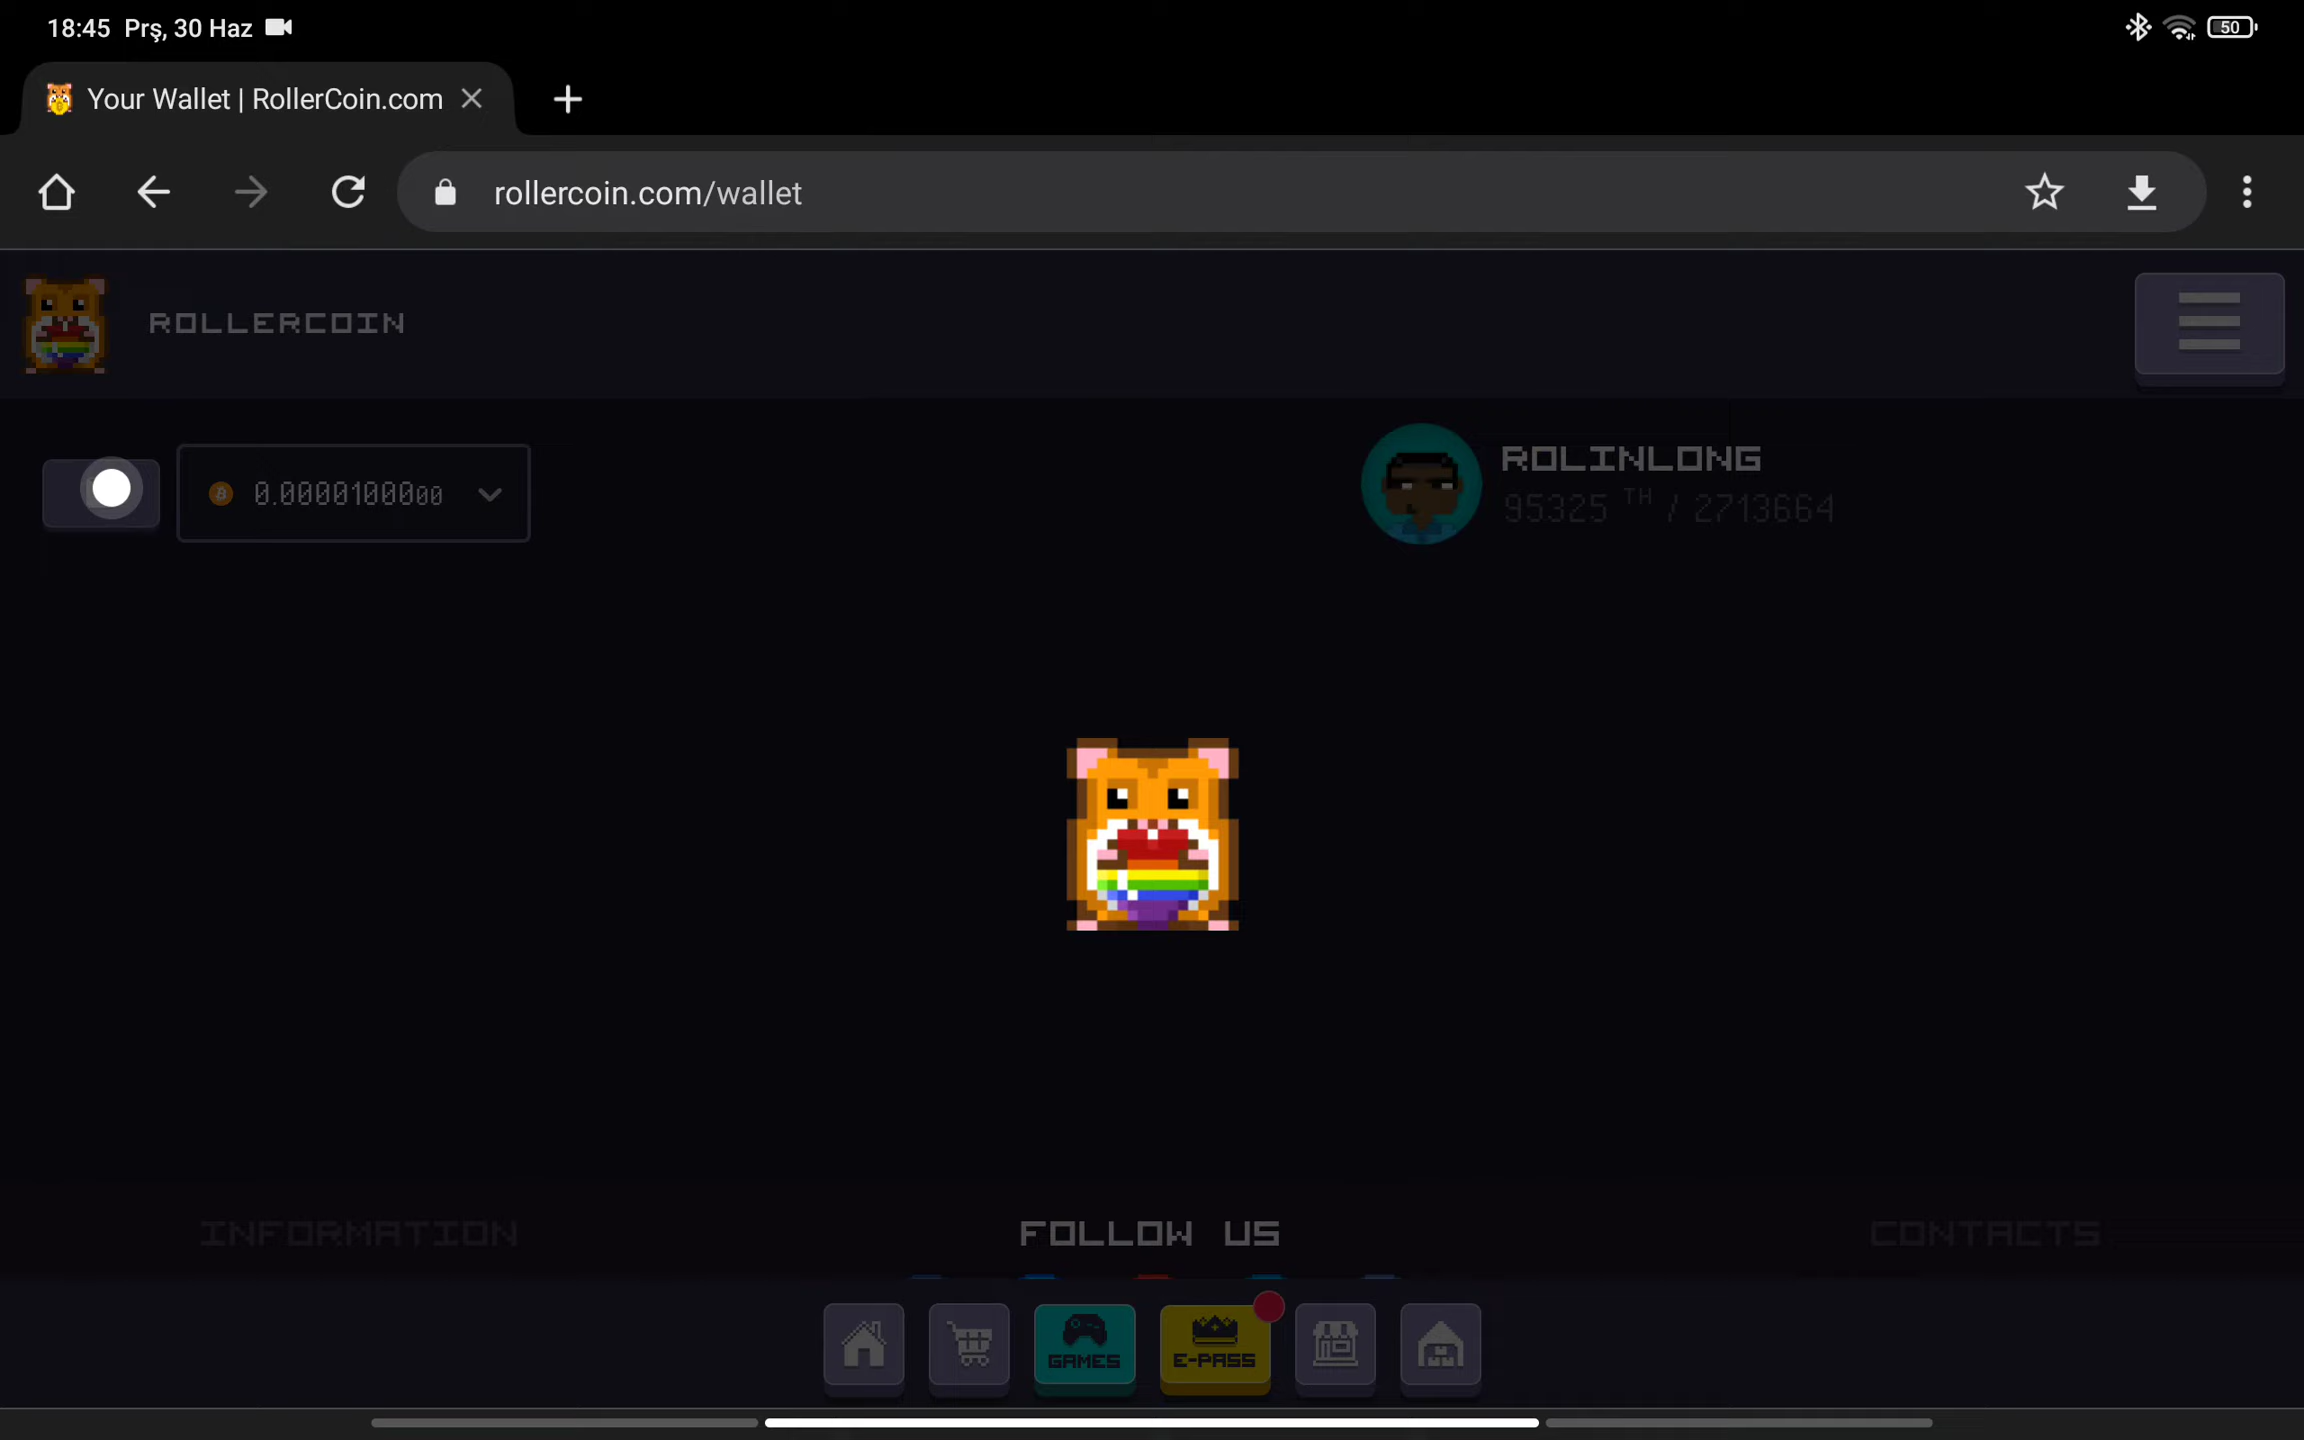 18:45 Prş, 30 Haz
50
Your Wallet | RollerCoin.com
rollercoin.com/wallet
ROLLERCOIN
0.0000100000
ROLINLONG
95325 TH / 2713664
INFORMATION
FOLLOW US
CONTACTS
GAMES
E-PASS